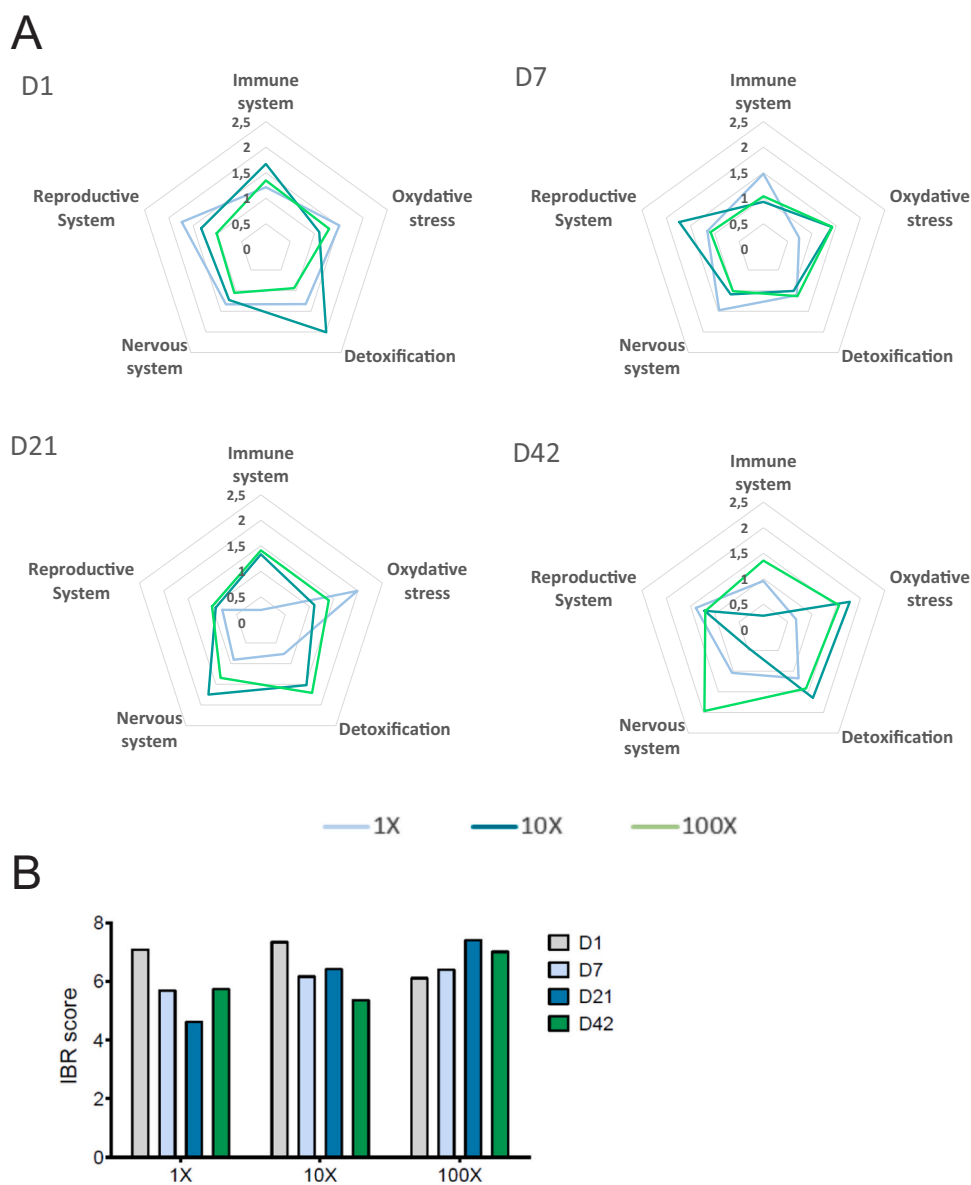 A
D1
Immune
system
2,5
2
1,5
1
0,5
0
Oxydative
stress
Detoxification
Nervous
system
Reproductive
System
D7
Immune
system
2,5
2
1,5
1
0,5
0
Oxydative
stress
Detoxification
Nervous
system
Reproductive
System
D21
Immune
system
2,5
2
1,5
1
0,5
0
Oxydative
stress
Detoxification
Nervous
system
Reproductive
System
D42
Immune
system
2,5
2
1,5
1
0,5
0
Oxydative
stress
Detoxification
Nervous
system
Reproductive
System
1X 10X 100X
B
IBR score
8
6
4
2
0
1X 10X 100X
D1
D7
D21
D42